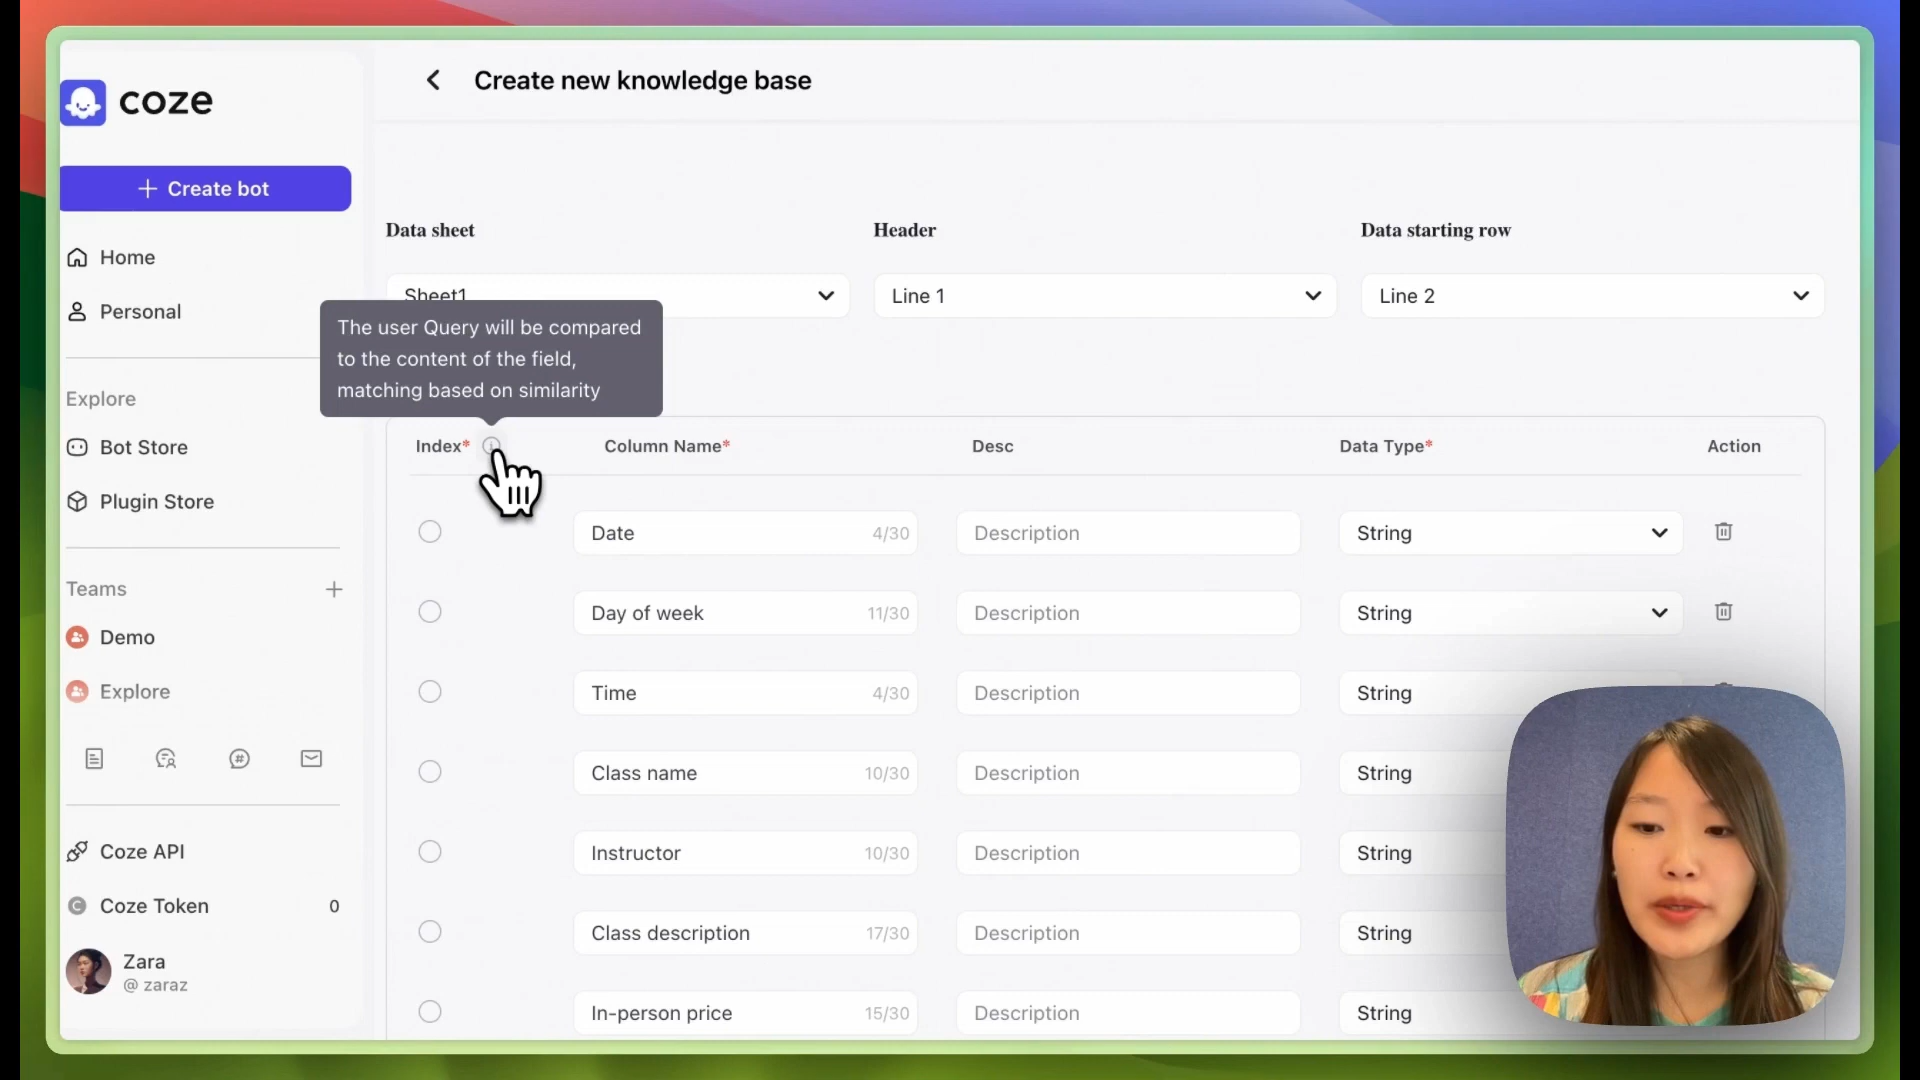 coze
Create new knowledge base
Create bot
Home
Personal
Explore
Bot Store
Plugin Store
Teams
Demo
Explore
Coze API
Coze Token 0
Zara
@ zaraz
Data sheet Header Data starting row
Sheet1 Line 1 Line 2
The user Query will be compared
to the content of the field,
matching based on similarity
Index* Column Name* Desc Data Type* Action
Date 4/30 Description String
Day of week 11/30 Description String
Time 4/30 Description String
Class name 10/30 Description String
Instructor 10/30 Description String
Class description 17/30 Description String
In-person price 15/30 Description String